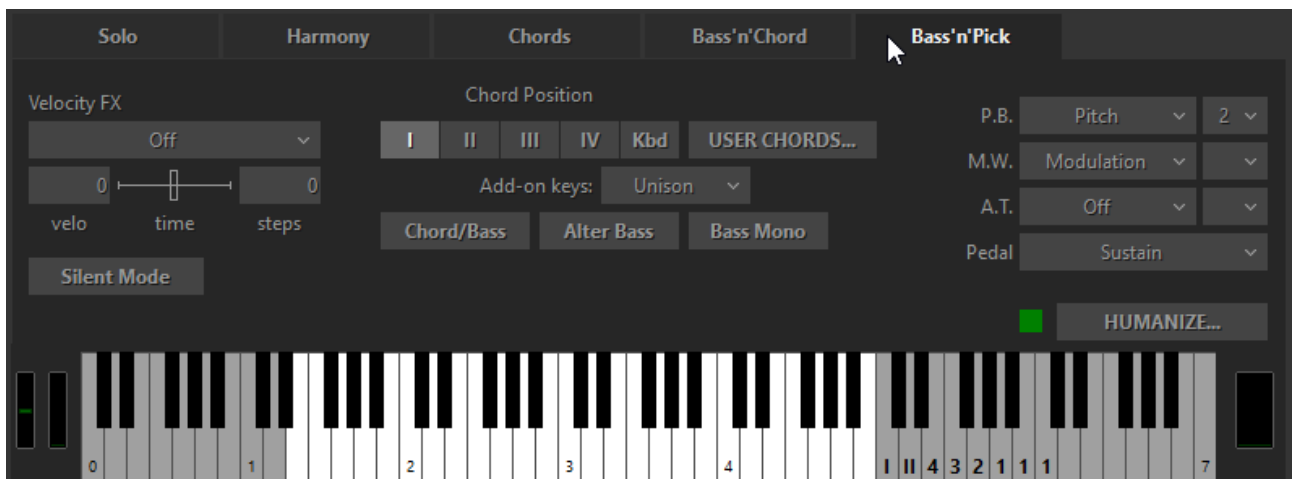 Solo Harmony Chords Bass'n'Chord Bass'n'Pick
Velocity FX
Off
0 0
velo time steps
Silent Mode
Chord Position
I II III IV Kbd USER CHORDS...
Add-on keys: Unison
Chord/Bass Alter Bass Bass Mono
P.B. Pitch 2
M.W. Modulation
A.T. Off
Pedal Sustain
HUMANIZE...
0 1 2 3 4 I II 4 3 2 1 1 1 7